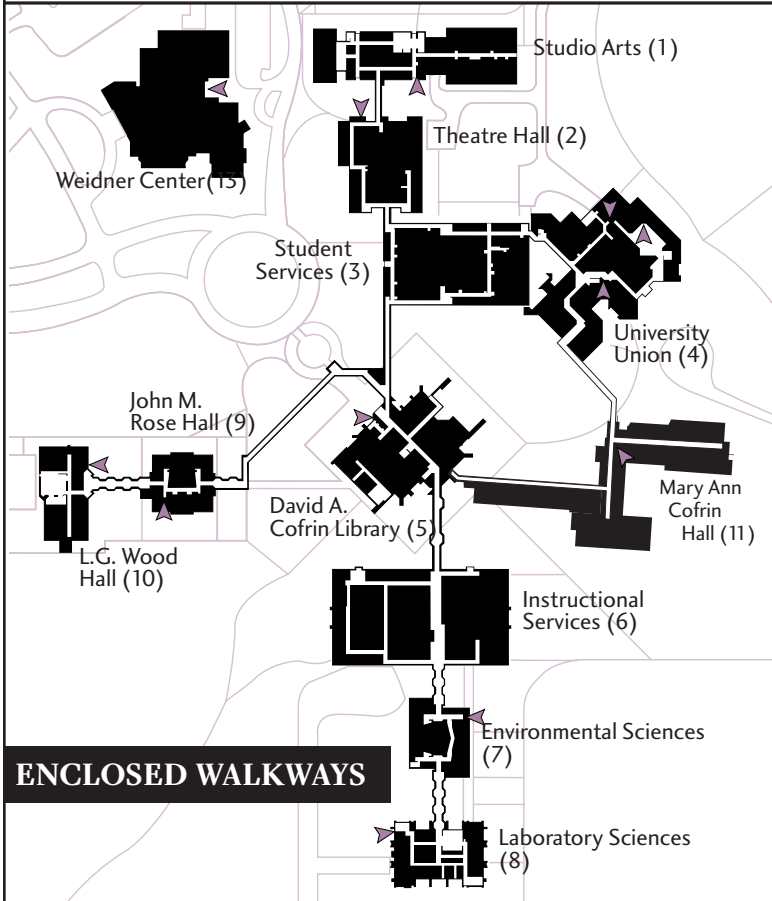 Studio Arts (1)
Theatre Hall (2)
Weidner Center(13)
Student
Services (3)
University
Union (4)
John M.
Rose Hall (9)
David A.
Cofrin Library (5)
Mary Ann
Cofrin
Hall (11)
L.G. Wood
Hall (10)
Instructional
Services (6)
Environmental Sciences
(7)
ENCLOSED WALKWAYS
Laboratory Sciences
(8)